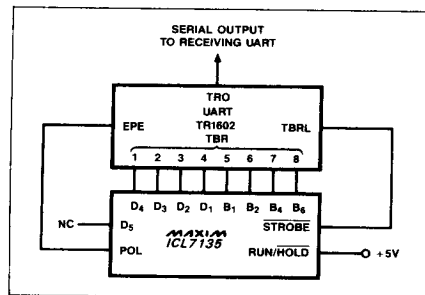 SERIAL OUTPUT
TO RECEIVING UART
TRO
EPE UART TBRL
TR1602
TBR
1 2 3 4 5 6 7 8
D4 D3 D2 D1 B1 B2 B4 B6
NC D5 STROBE
POL MAXIM ICL7135 RUN/HOLD +5V